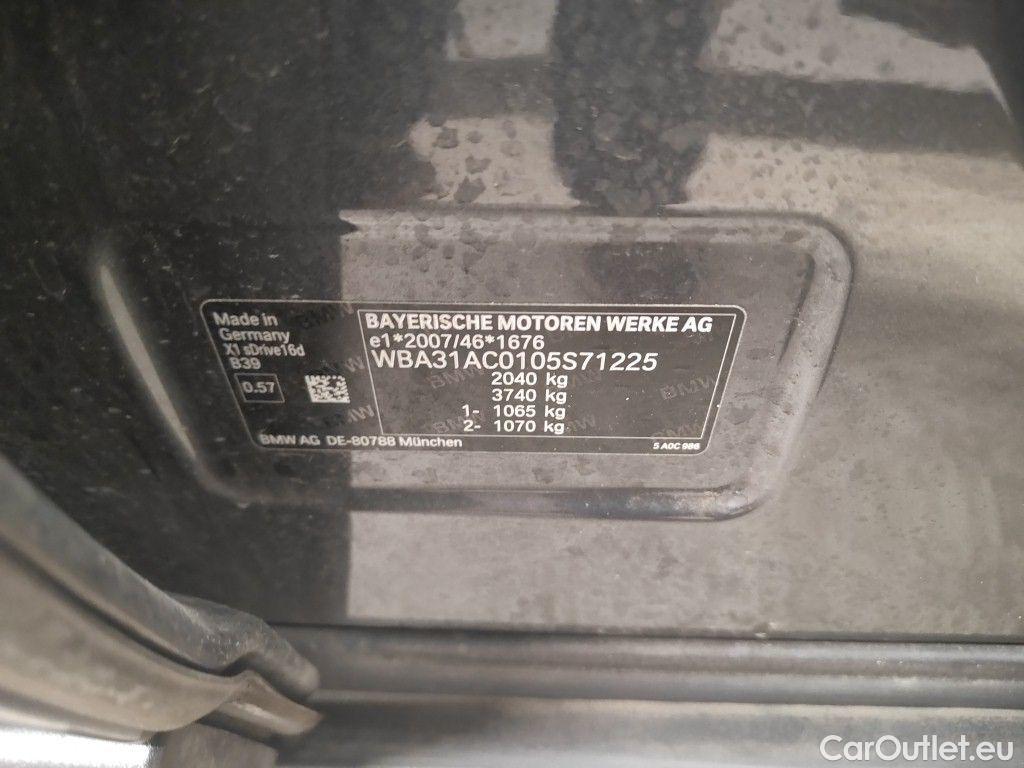 Made in
Germany
X1 sDrive16d
B39
0.57
BMW AG DE-80788 München
BAYERISCHE MOTOREN WERKE AG
e1*2007/46*1676
WBA31AC0105S71225
2040 kg
3740 kg
1- 1065 kg
2- 1070 kg
5 A0C 986
CarOutlet.eu